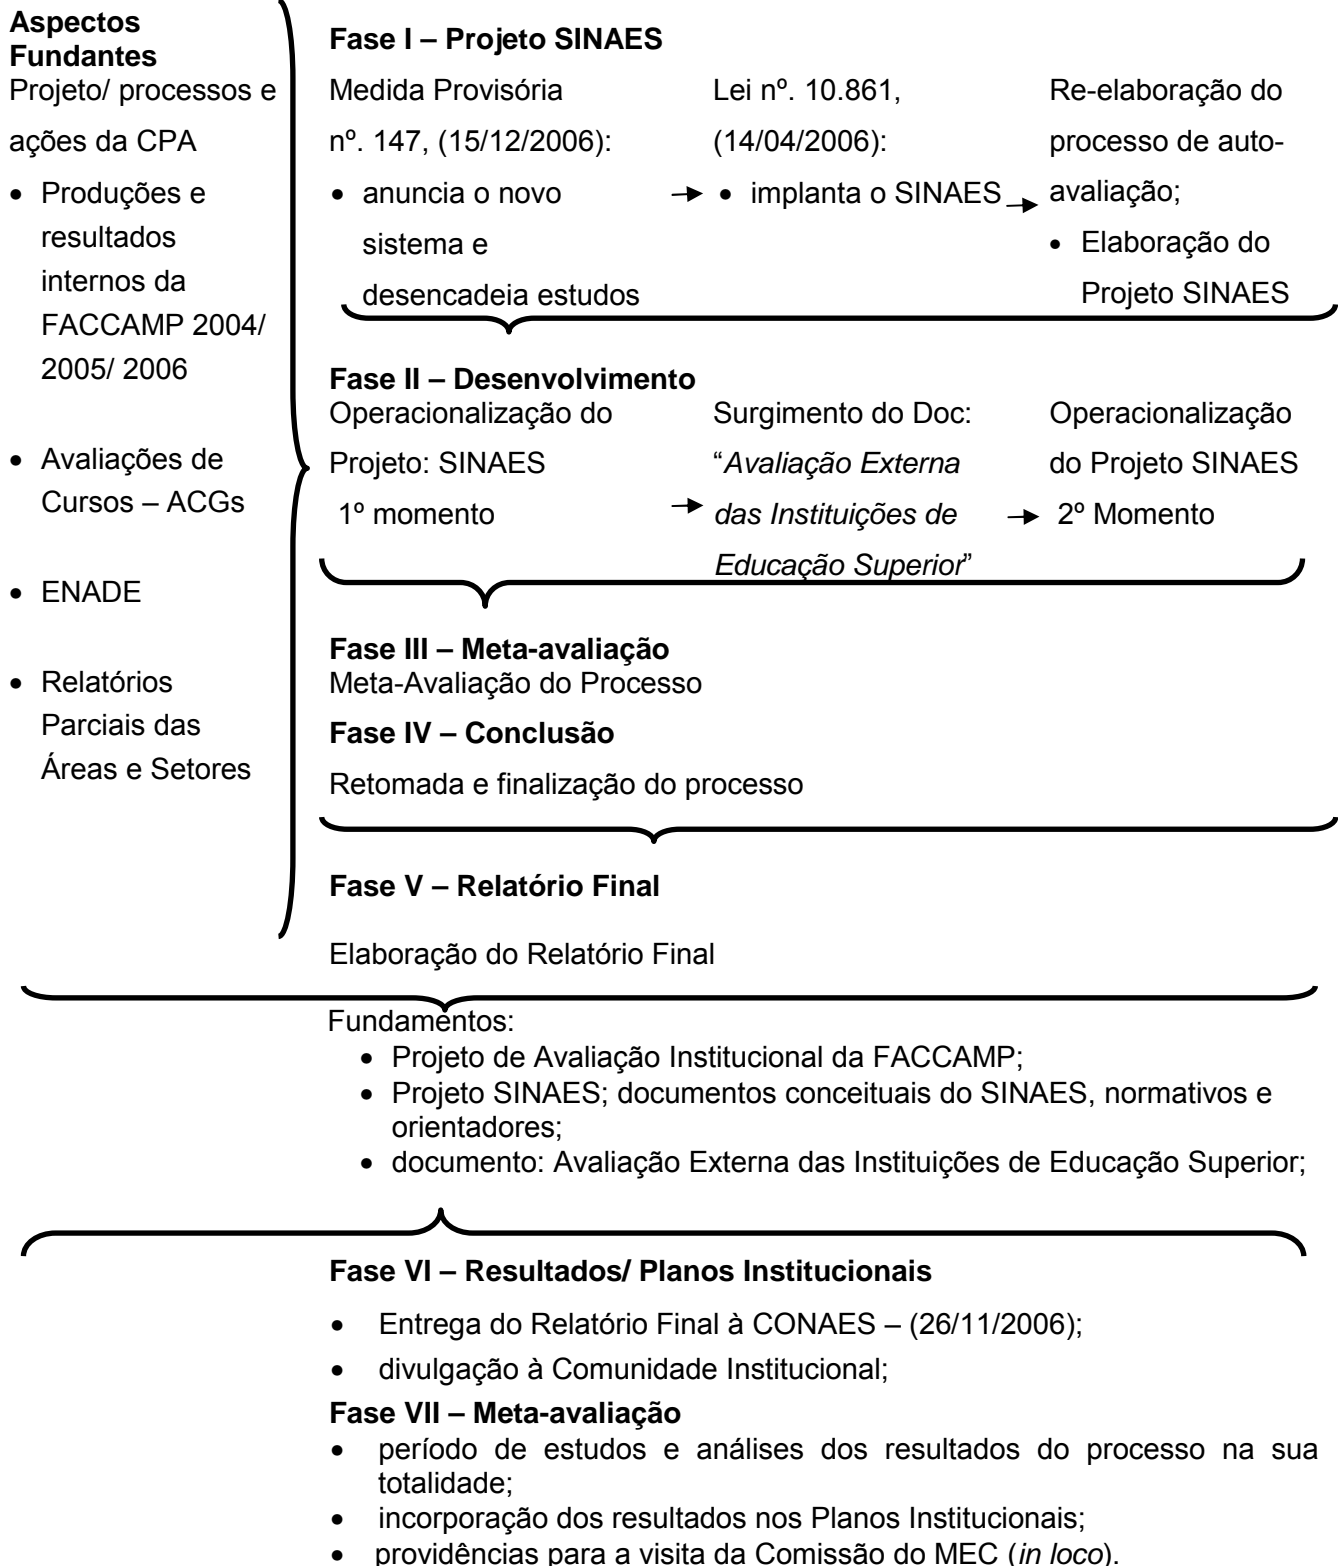 Aspectos
Fundantes
Projeto/ processos e
ações da CPA
• Produções e
resultados
internos da
FACCAMP 2004/
2005/ 2006
• Avaliações de
Cursos – ACGs
• ENADE
• Relatórios
Parciais das
Áreas e Setores
Fase I – Projeto SINAES
Medida Provisória
nº. 147, (15/12/2006):
• anuncia o novo
sistema e
desencadeia estudos
Lei nº. 10.861,
(14/04/2006):
• implanta o SINAES
Re-elaboração do
processo de auto-
avaliação;
• Elaboração do
Projeto SINAES
Fase II – Desenvolvimento
Operacionalização do
Projeto: SINAES
1º momento
Surgimento do Doc:
“Avaliação Externa
das Instituições de
Educação Superior”
Operacionalização
do Projeto SINAES
2º Momento
Fase III – Meta-avaliação
Meta-Avaliação do Processo
Fase IV – Conclusão
Retomada e finalização do processo
Fase V – Relatório Final
Elaboração do Relatório Final
Fundamentos:
• Projeto de Avaliação Institucional da FACCAMP;
• Projeto SINAES; documentos conceituais do SINAES, normativos e
orientadores;
• documento: Avaliação Externa das Instituições de Educação Superior;
Fase VI – Resultados/ Planos Institucionais
• Entrega do Relatório Final à CONAES – (26/11/2006);
• divulgação à Comunidade Institucional;
Fase VII – Meta-avaliação
• período de estudos e análises dos resultados do processo na sua
totalidade;
• incorporação dos resultados nos Planos Institucionais;
• providências para a visita da Comissão do MEC (in loco).